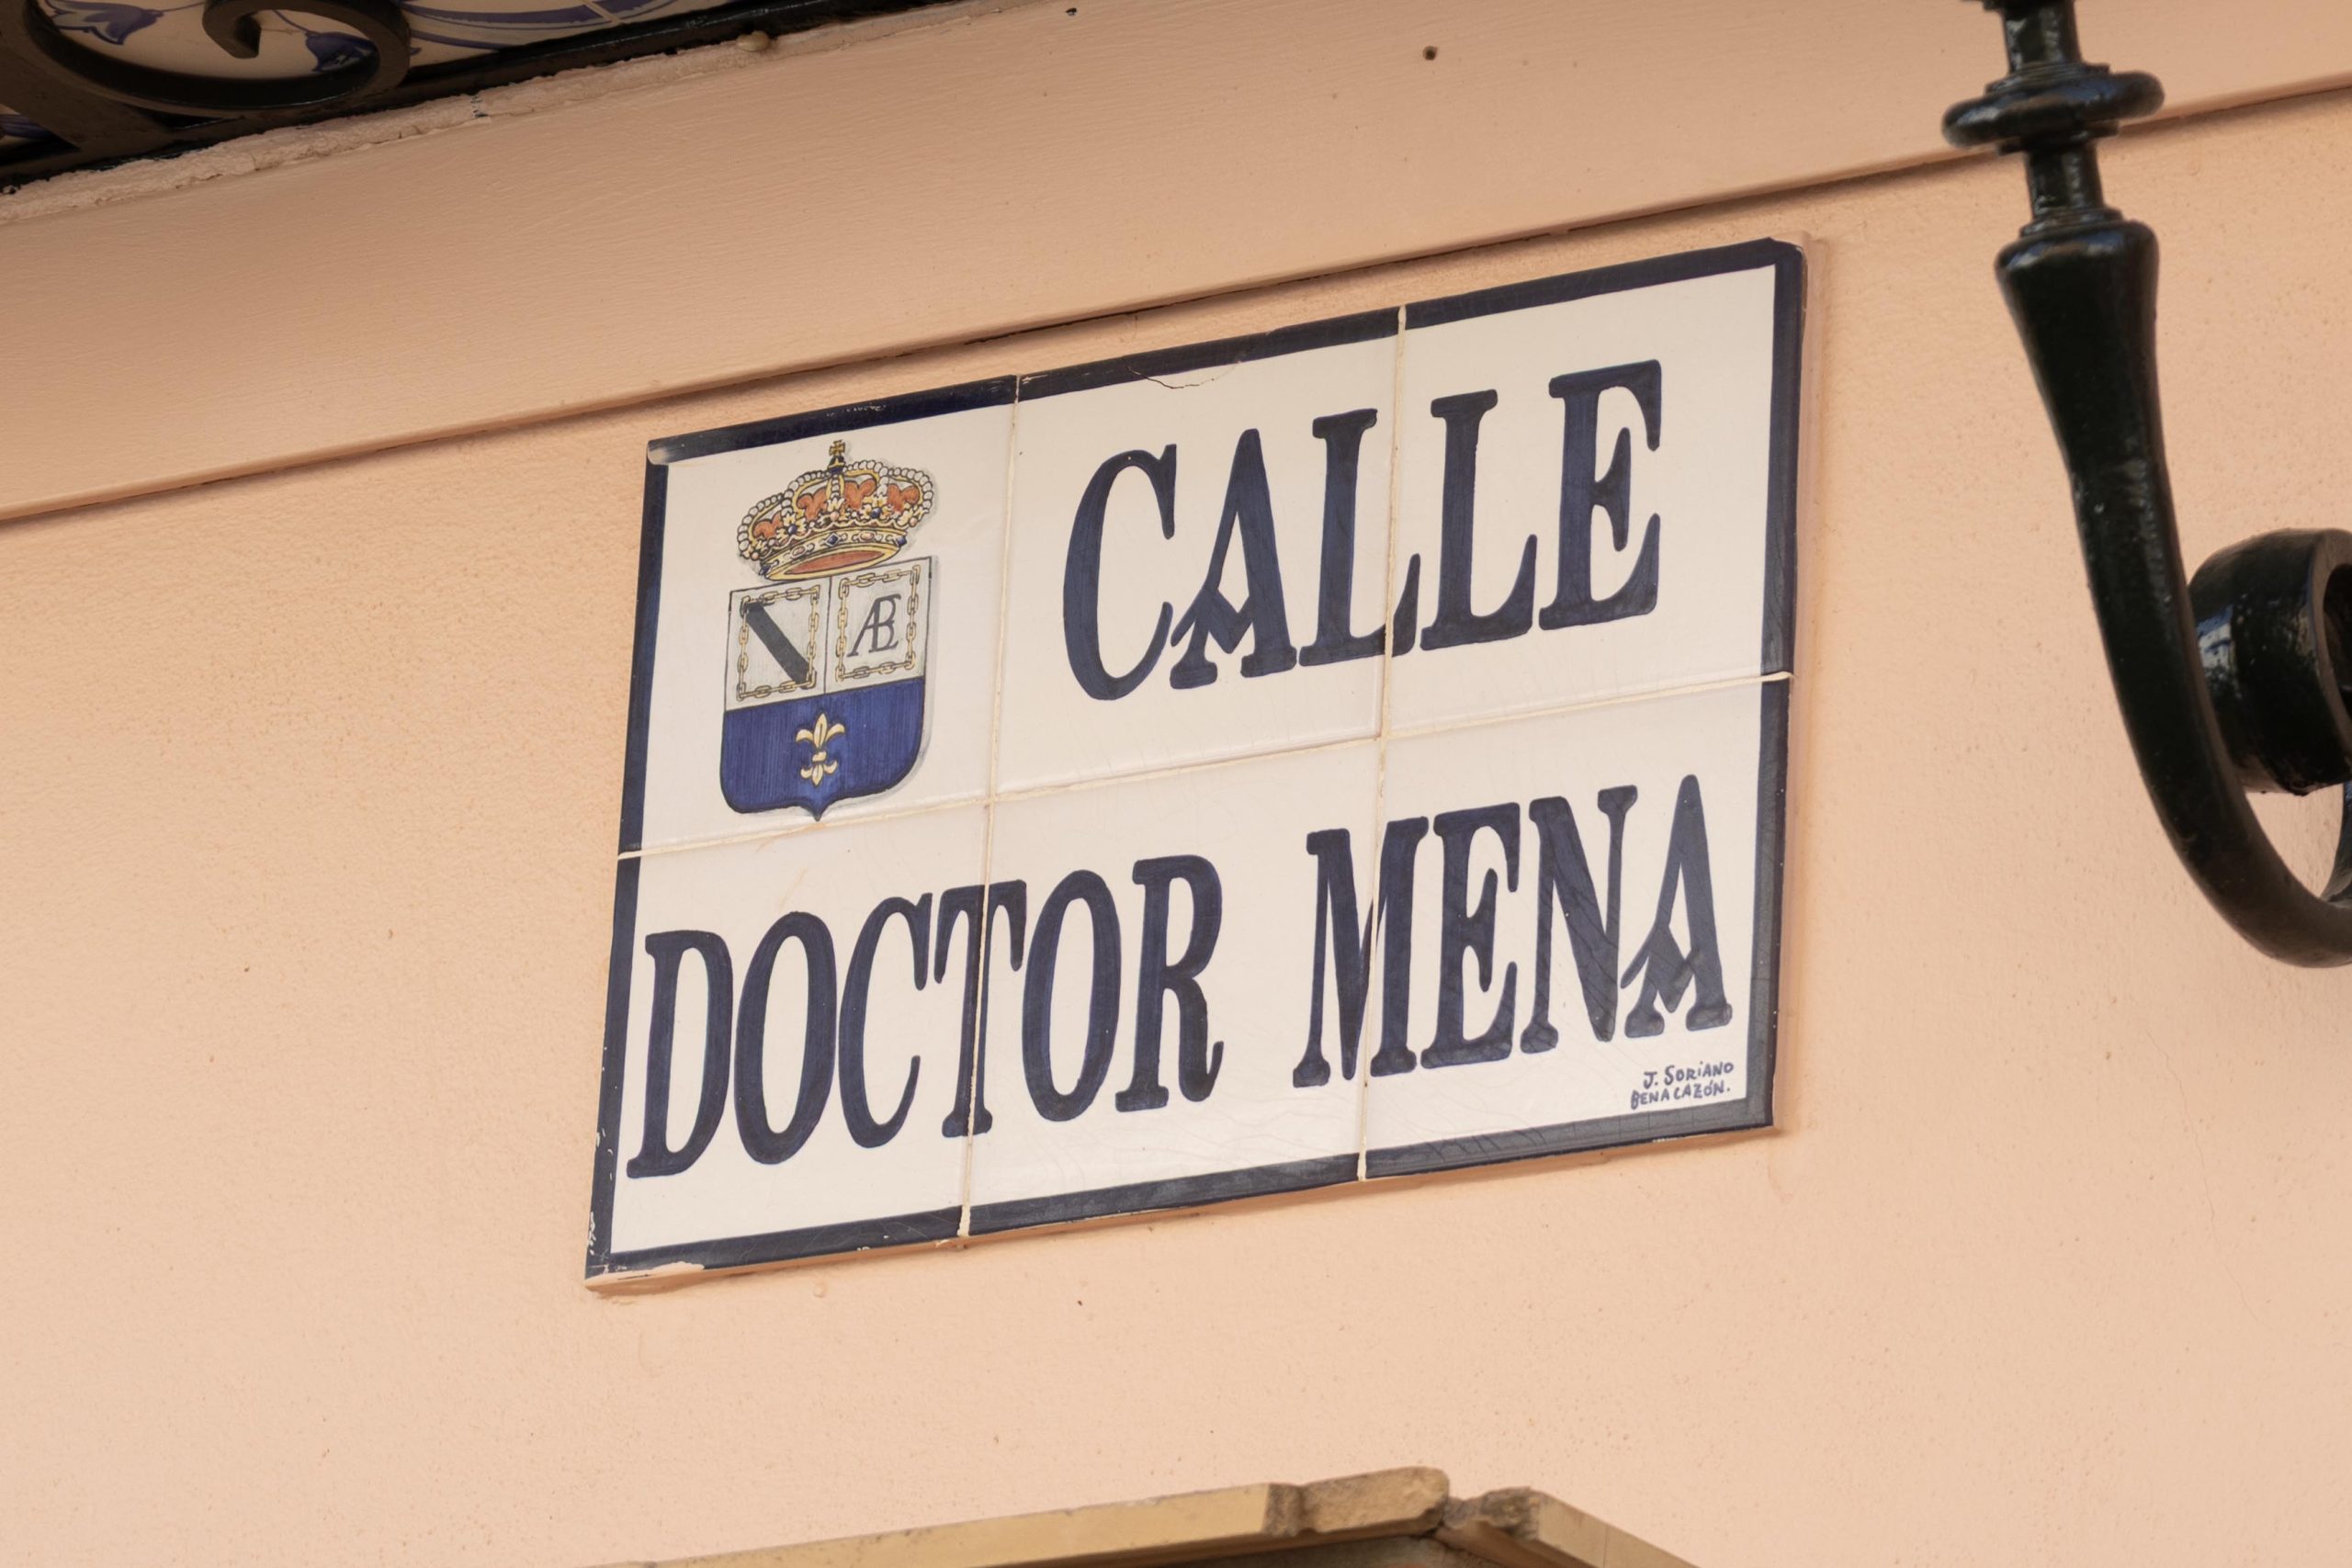 CALLE
DOCTOR MENA
J. SORIANO
BENACAZÓN.